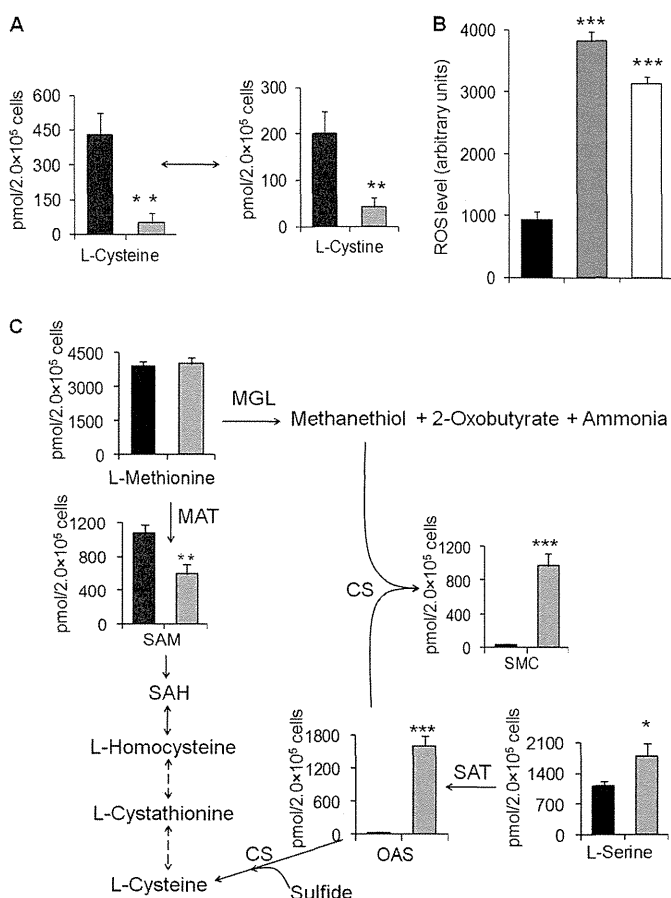 A
pmol/2.0×10⁵ cells
600
450
300
150
0
* *
L-Cysteine
pmol/2.0×10⁵ cells
300
200
100
0
**
L-Cystine
B
ROS level (arbitrary units)
4000
3000
2000
1000
0
***
***
C
pmol/2.0×10⁵ cells
4500
3000
1500
0
L-Methionine
MGL
Methanethiol + 2-Oxobutyrate + Ammonia
MAT
pmol/2.0×10⁵ cells
1200
800
400
0
**
SAM
SAH
L-Homocysteine
L-Cystathionine
L-Cysteine
CS
pmol/2.0×10⁵ cells
1200
800
400
0
***
SMC
pmol/2.0×10⁵ cells
1800
1200
600
0
***
OAS
SAT
pmol/2.0×10⁵ cells
2100
1400
700
0
*
L-Serine
CS
Sulfide